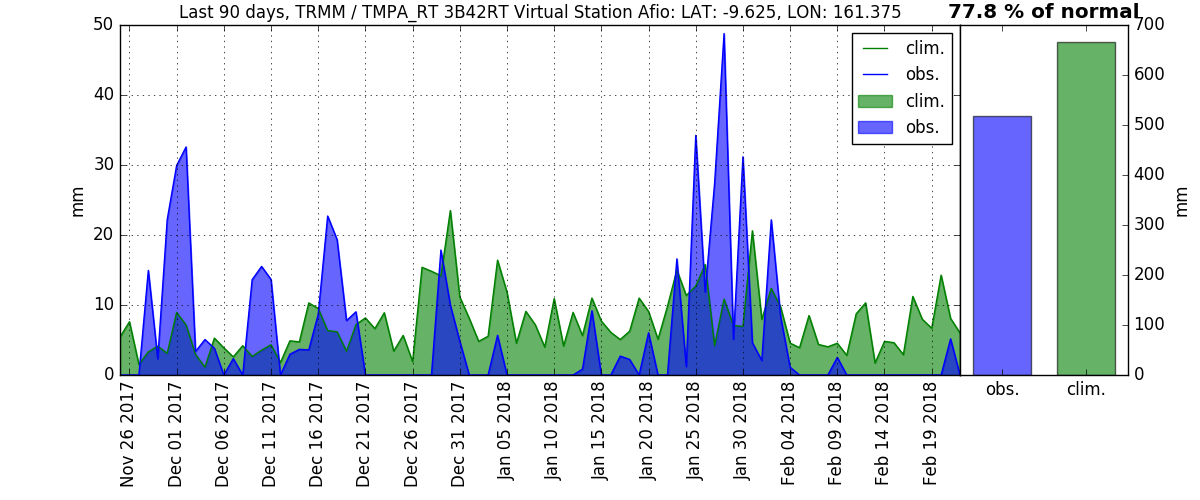 Last 90 days, TRMM / TMPA_RT 3B42RT Virtual Station Afio: LAT: -9.625, LON: 161.375
77.8 % of normal
50
40
30
20
10
0
mm
clim.
obs.
clim.
obs.
700
600
500
400
300
200
100
0
mm
obs.
clim.
Nov 26 2017
Dec 01 2017
Dec 06 2017
Dec 11 2017
Dec 16 2017
Dec 21 2017
Dec 26 2017
Dec 31 2017
Jan 05 2018
Jan 10 2018
Jan 15 2018
Jan 20 2018
Jan 25 2018
Jan 30 2018
Feb 04 2018
Feb 09 2018
Feb 14 2018
Feb 19 2018